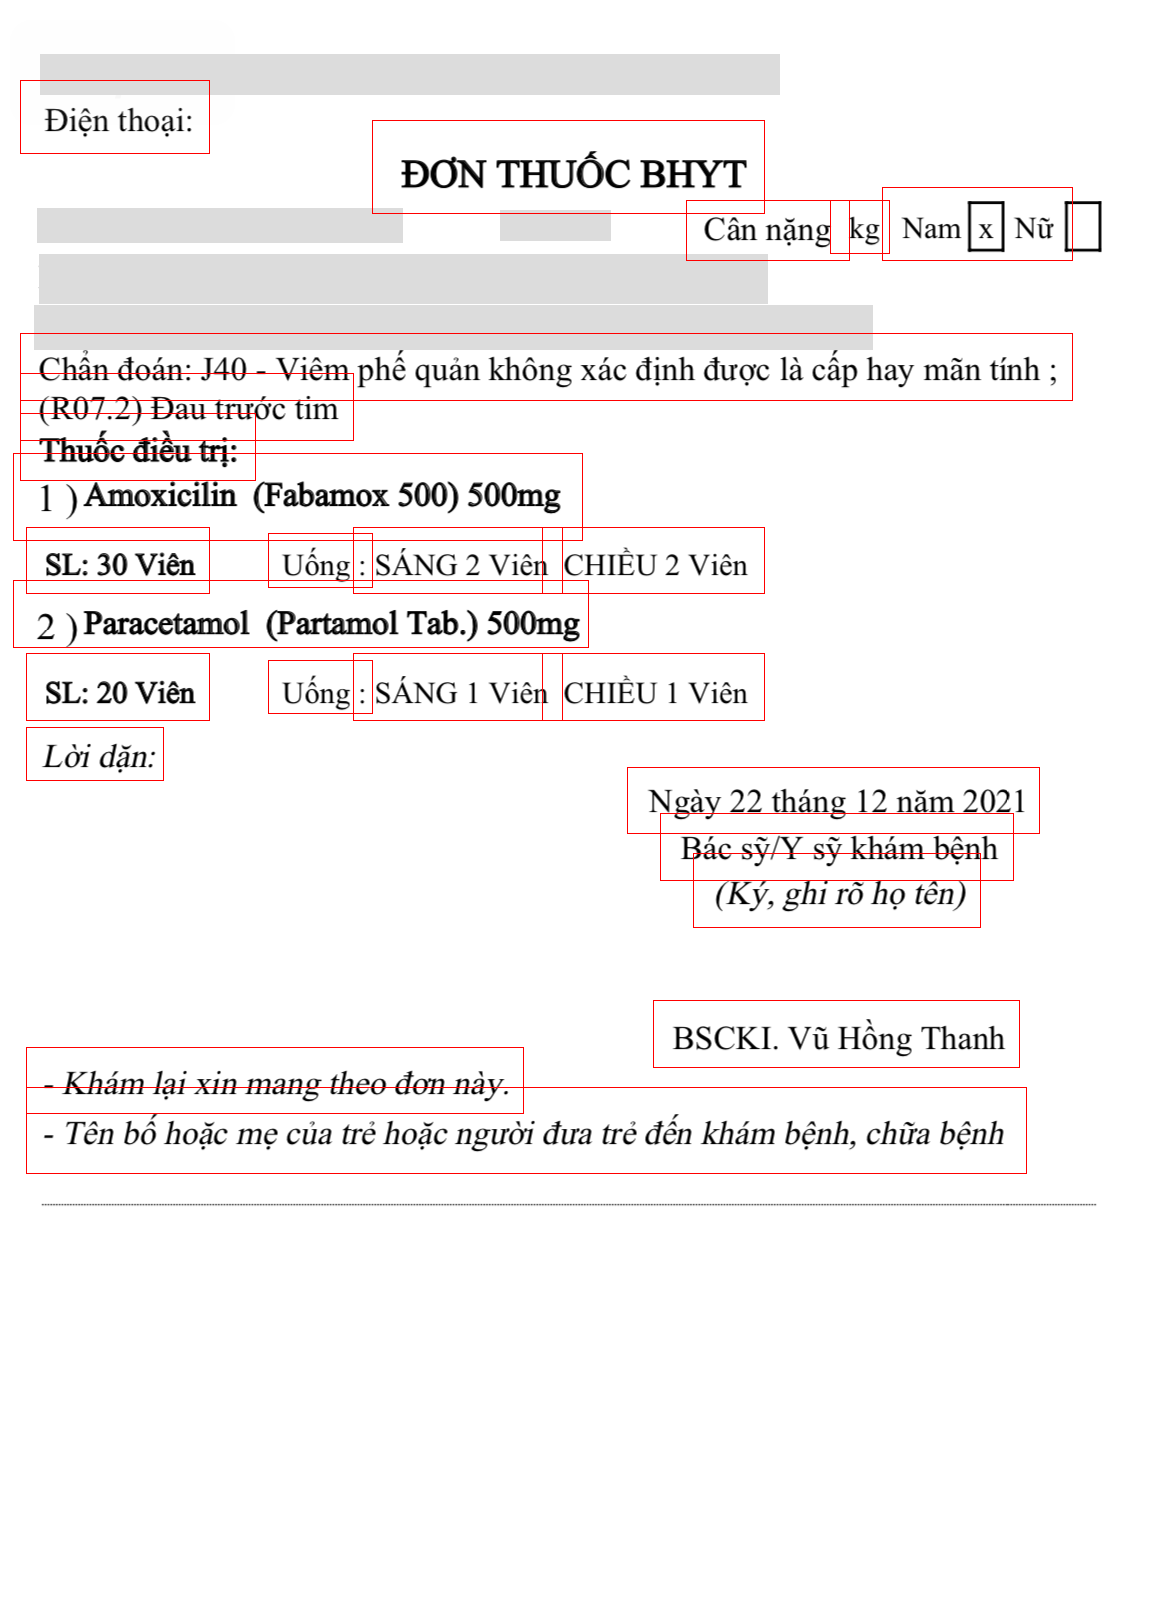 Điện thoại:
ĐƠN THUỐC BHYT
Cân nặng kg Nam x Nữ
Chẩn đoán: J40 - Viêm phế quản không xác định được là cấp hay mãn tính ;
(R07.2) Đau trước tim
Thuốc điều trị:
1 ) Amoxicilin (Fabamox 500) 500mg
SL: 30 Viên Uống : SÁNG 2 Viên CHIỀU 2 Viên
2 ) Paracetamol (Partamol Tab.) 500mg
SL: 20 Viên Uống : SÁNG 1 Viên CHIỀU 1 Viên
Lời dặn:
Ngày 22 tháng 12 năm 2021
Bác sỹ/Y sỹ khám bệnh
(Ký, ghi rõ họ tên)
BSCKI. Vũ Hồng Thanh
- Khám lại xin mang theo đơn này.
- Tên bố hoặc mẹ của trẻ hoặc người đưa trẻ đến khám bệnh, chữa bệnh